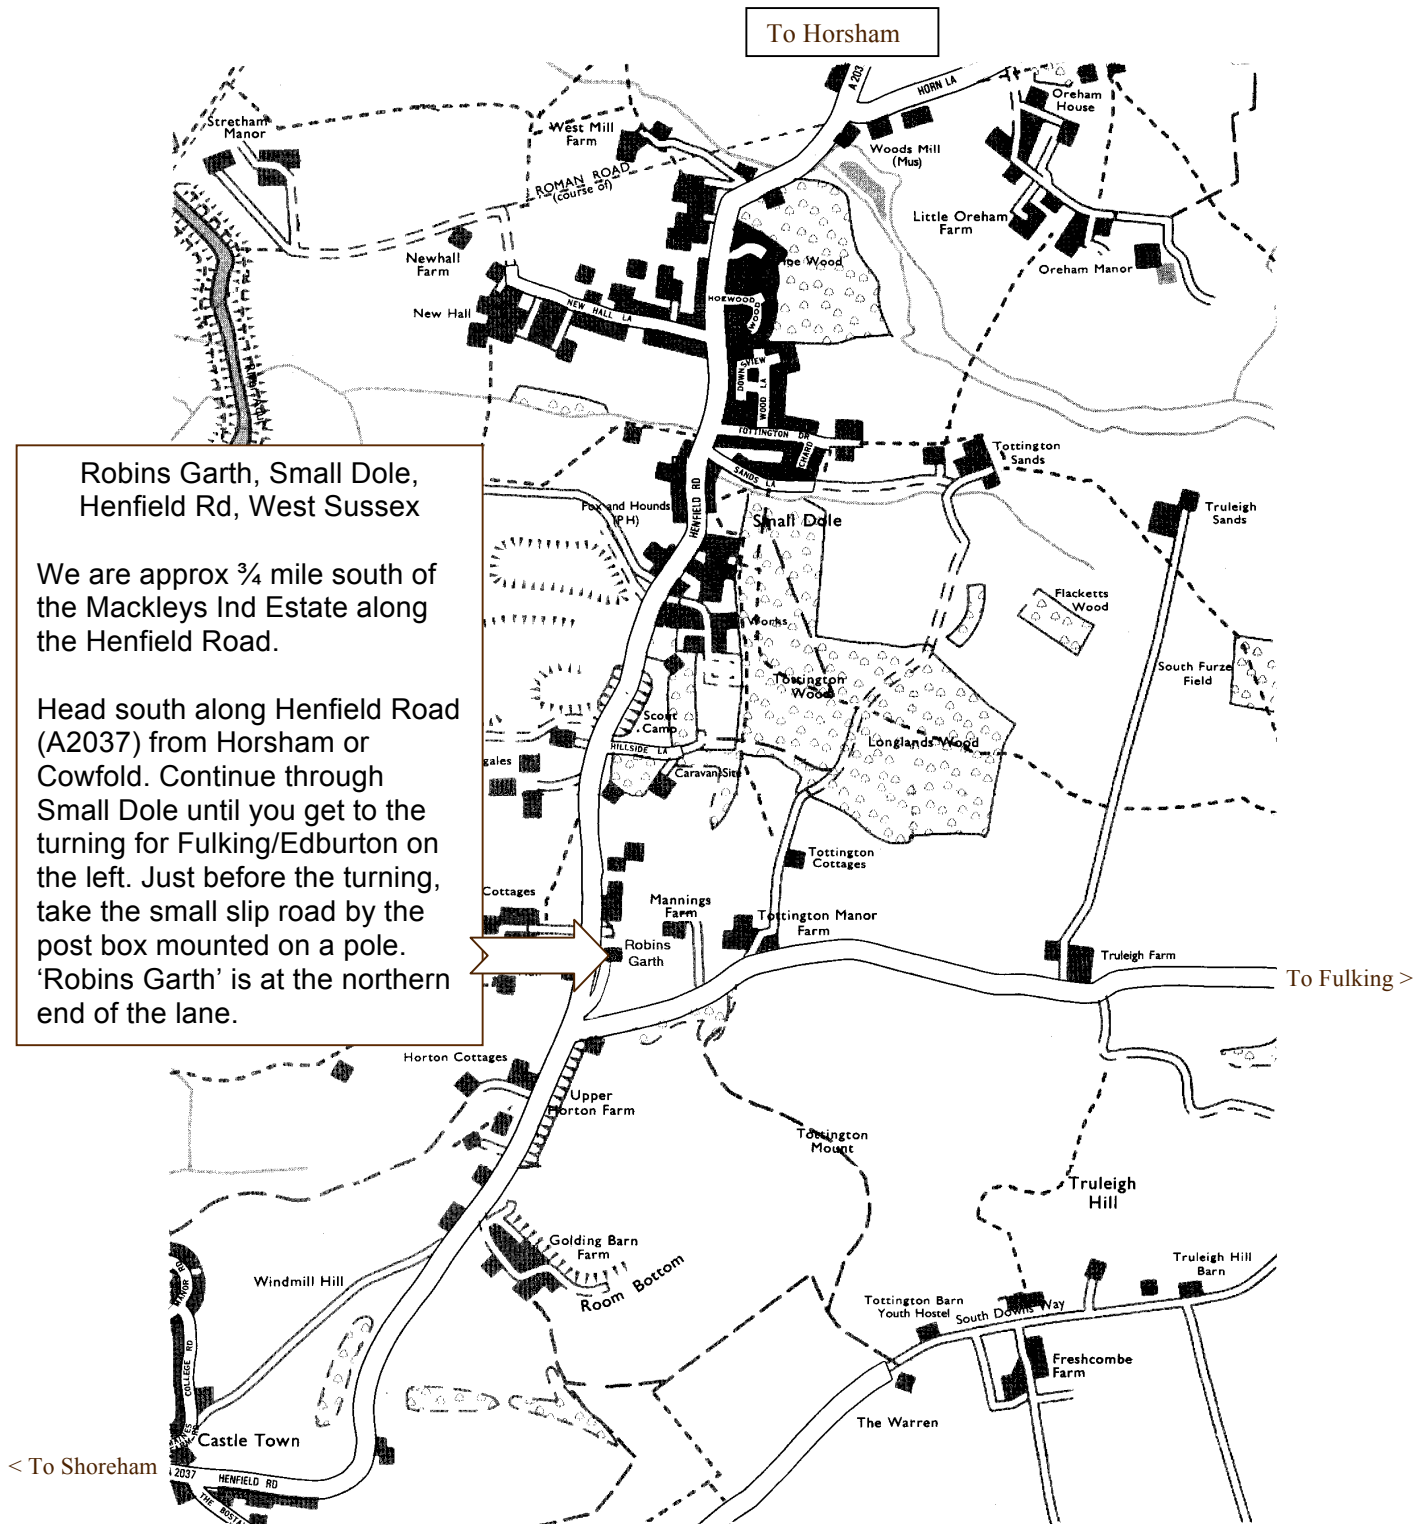 To Horsham
A 203
HORN LA
Oreham
House
Stretham
Manor
West Mill
Farm
Woods Mill
(Mus)
ROMAN ROAD
(course of)
Little Oreham
Farm
Oreham Manor
Newhall
Farm
Wood
HOEWOOD
WOOD
New Hall
NEW HALL LA
DOWNSVIEW
WOOD LA
TOTTINGTON DR
SANDS LA
Tottington
Sands
Robins Garth, Small Dole,
Henfield Rd, West Sussex
We are approx ¾ mile south of
the Mackleys Ind Estate along
the Henfield Road.
Head south along Henfield Road
(A2037) from Horsham or
Cowfold. Continue through
Small Dole until you get to the
turning for Fulking/Edburton on
the left. Just before the turning,
take the small slip road by the
post box mounted on a pole.
‘Robins Garth’ is at the northern
end of the lane.
Fox and Hounds
(PH)
HENFIELD RD
Small Dole
Truleigh
Sands
Flacketts
Wood
Works
South Furze
Field
Tottington
Wood
Scout
Camp
HILLSIDE LA
Longlands Wood
gales
Caravan Site
Tottington
Cottages
Cottages
Mannings
Farm
Tottington Manor
Farm
Robins
Garth
Truleigh Farm
To Fulking >
Horton Cottages
Upper
Horton Farm
Tottington
Mount
Truleigh
Hill
Golding Barn
Farm
Room Bottom
Truleigh Hill
Barn
Windmill Hill
MANOR RD
Tottington Barn
Youth Hostel
South Downs Way
COLLEGE RD
Freshcombe
Farm
The Warren
Castle Town
< To Shoreham
A 2037
HENFIELD RD
THE BOSTAL